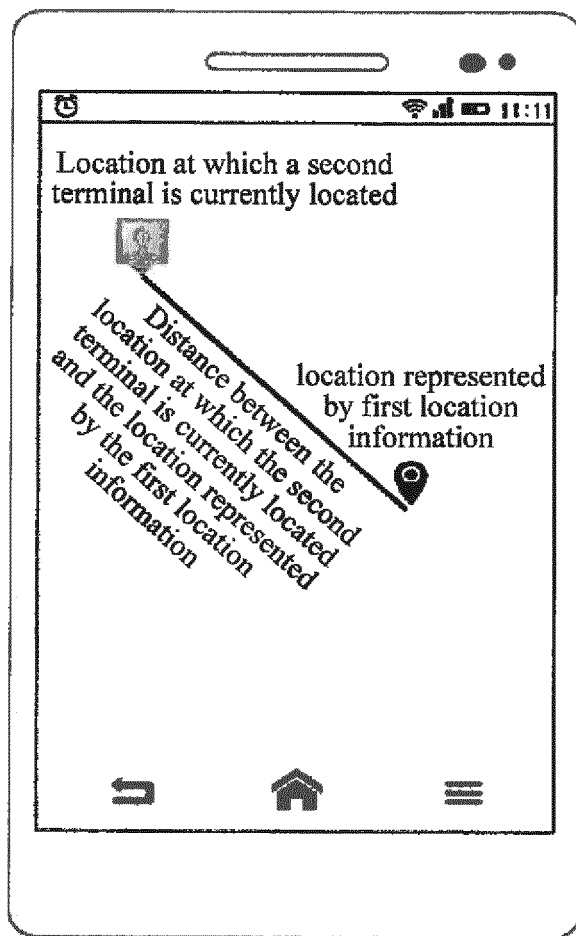 11:11
Location at which a second
terminal is currently located
Distance between the
location at which the second
terminal is currently located
and the location represented
by the first location
information
location represented
by first location
information